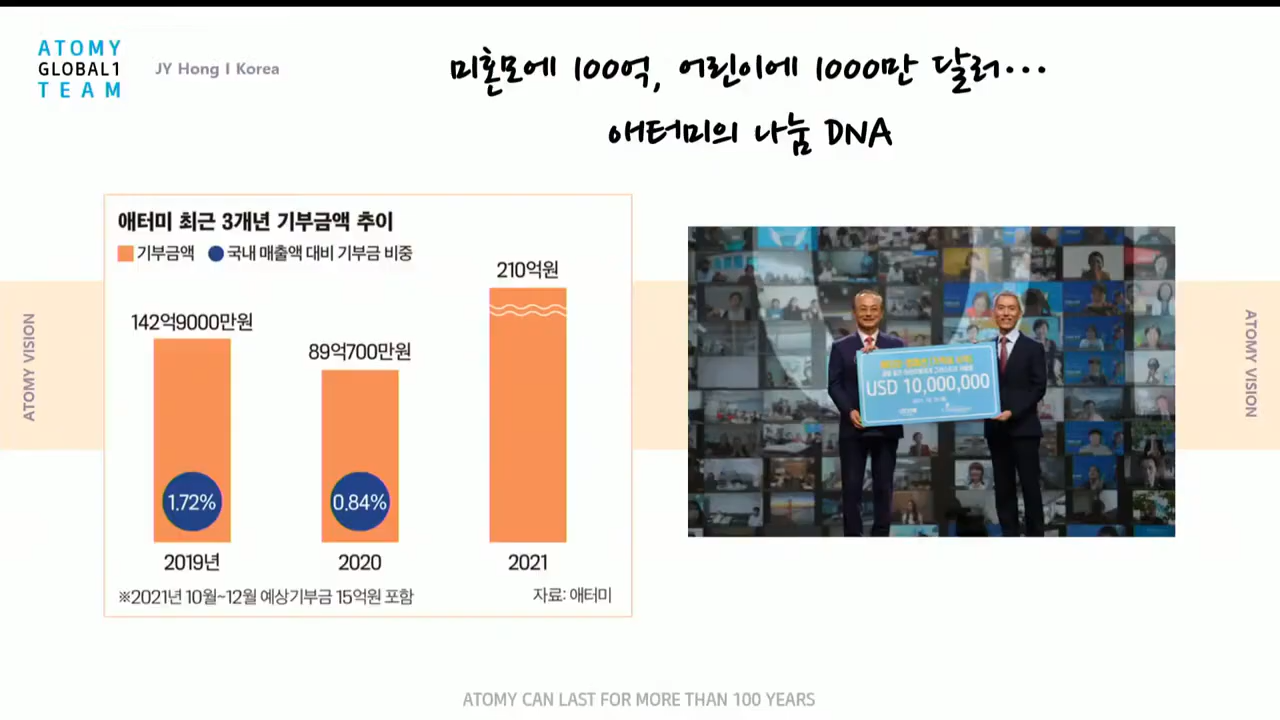 ATOMY
GLOBAL1
TEAM
JY Hong I Korea
미혼모에 100억, 어린이에 1000만 달러...
애터미의 나눔 DNA
애터미 최근 3개년 기부금액 추이
기부금액 국내 매출액 대비 기부금 비중
210억원
142억9000만원
89억700만원
1.72%
0.84%
2019년 2020 2021
※2021년 10월~12월 예상기부금 15억원 포함
자료: 애터미
USD 10,000,000
ATOMY VISION
ATOMY VISION
ATOMY CAN LAST FOR MORE THAN 100 YEARS